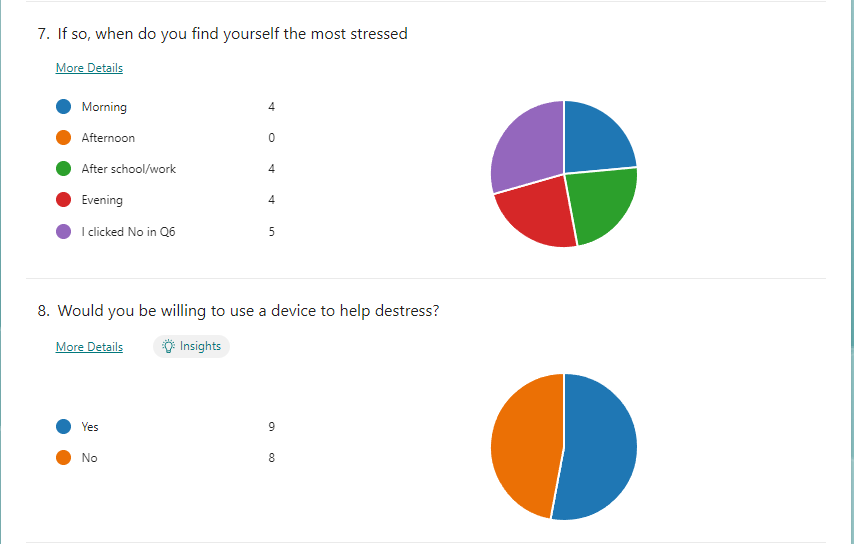 7. If so, when do you find yourself the most stressed
More Details
Morning 4
Afternoon 0
After school/work 4
Evening 4
I clicked No in Q6 5
8. Would you be willing to use a device to help destress?
More Details Insights
Yes 9
No 8